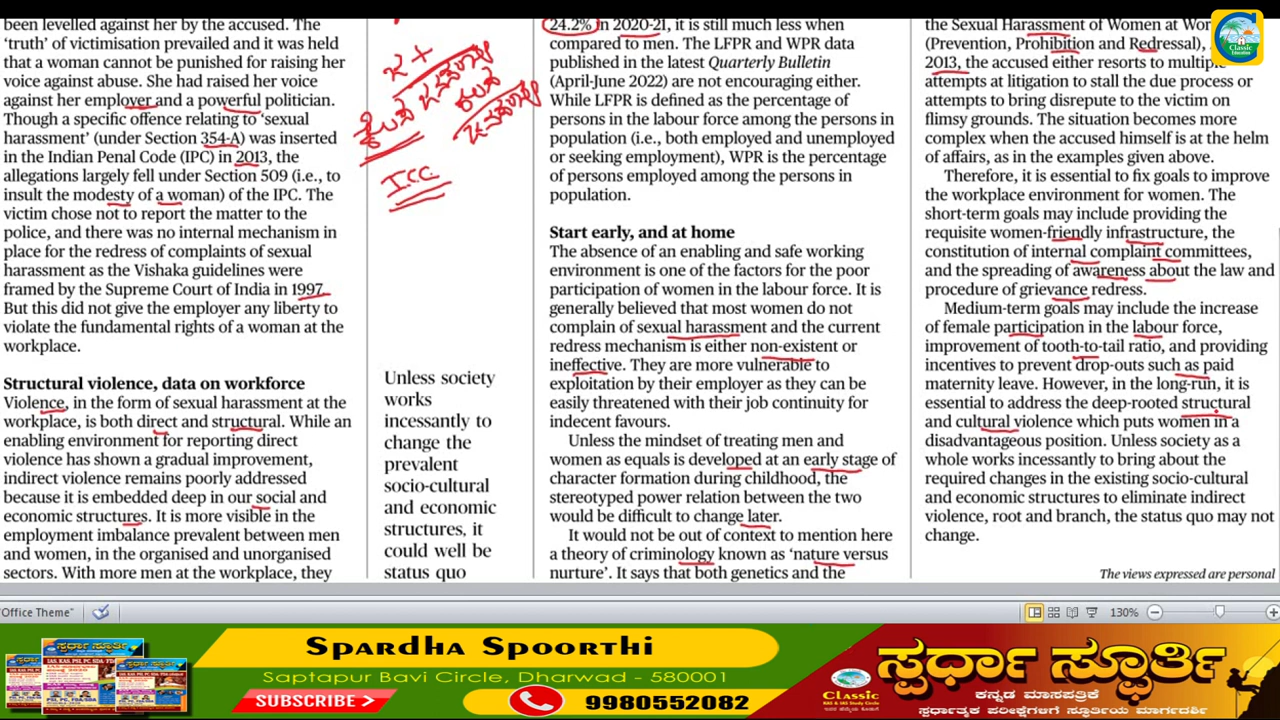 been levelled against her by the accused. The
‘truth’ of victimisation prevailed and it was held
that a woman cannot be punished for raising her
voice against abuse. She had raised her voice
against her employer and a powerful politician.
Though a specific offence relating to ‘sexual
harassment’ (under Section 354-A) was inserted
in the Indian Penal Code (IPC) in 2013, the
allegations largely fell under Section 509 (i.e., to
insult the modesty of a woman) of the IPC. The
victim chose not to report the matter to the
police, and there was no internal mechanism in
place for the redress of complaints of sexual
harassment as the Vishaka guidelines were
framed by the Supreme Court of India in 1997.
But this did not give the employer any liberty to
violate the fundamental rights of a woman at the
workplace.
Structural violence, data on workforce
Violence, in the form of sexual harassment at the
workplace, is both direct and structural. While an
enabling environment for reporting direct
violence has shown a gradual improvement,
indirect violence remains poorly addressed
because it is embedded deep in our social and
economic structures. It is more visible in the
employment imbalance prevalent between men
and women, in the organised and unorganised
sectors. With more men at the workplace, they
I.C.C.
Unless society
works
incessantly to
change the
prevalent
socio-cultural
and economic
structures, it
could well be
status quo
24.2% in 2020-21, it is still much less when
compared to men. The LFPR and WPR data
published in the latest Quarterly Bulletin
(April-June 2022) are not encouraging either.
While LFPR is defined as the percentage of
persons in the labour force among the persons in
population (i.e., both employed and unemployed
or seeking employment), WPR is the percentage
of persons employed among the persons in
population.
Start early, and at home
The absence of an enabling and safe working
environment is one of the factors for the poor
participation of women in the labour force. It is
generally believed that most women do not
complain of sexual harassment and the current
redress mechanism is either non-existent or
ineffective. They are more vulnerable to
exploitation by their employer as they can be
easily threatened with their job continuity for
indecent favours.
Unless the mindset of treating men and
women as equals is developed at an early stage of
character formation during childhood, the
stereotyped power relation between the two
would be difficult to change later.
It would not be out of context to mention here
a theory of criminology known as ‘nature versus
nurture’. It says that both genetics and the
the Sexual Harassment of Women at Wor
(Prevention, Prohibition and Redressal),
2013, the accused either resorts to multiple
attempts at litigation to stall the due process or
attempts to bring disrepute to the victim on
flimsy grounds. The situation becomes more
complex when the accused himself is at the helm
of affairs, as in the examples given above.
Therefore, it is essential to fix goals to improve
the workplace environment for women. The
short-term goals may include providing the
requisite women-friendly infrastructure, the
constitution of internal complaint committees,
and the spreading of awareness about the law and
procedure of grievance redress.
Medium-term goals may include the increase
of female participation in the labour force,
improvement of tooth-to-tail ratio, and providing
incentives to prevent drop-outs such as paid
maternity leave. However, in the long-run, it is
essential to address the deep-rooted structural
and cultural violence which puts women in a
disadvantageous position. Unless society as a
whole works incessantly to bring about the
required changes in the existing socio-cultural
and economic structures to eliminate indirect
violence, root and branch, the status quo may not
change.
The views expressed are personal
Classic
Education
"Office Theme"
130%
Spardha Spoorthi
Saptapur Bavi Circle, Dharwad - 580001
SUBSCRIBE
9980552082
Classic
ಸ್ಪರ್ಧಾ ಸ್ಫೂರ್ತಿ
ಕನ್ನಡ ಮಾಸಪತ್ರಿಕೆ
ಸ್ಪರ್ಧಾತ್ಮಕ ಪರೀಕ್ಷೆಗಳಿಗೆ ಸ್ಫೂರ್ತಿಯ ಮಾರ್ಗದರ್ಶಿ